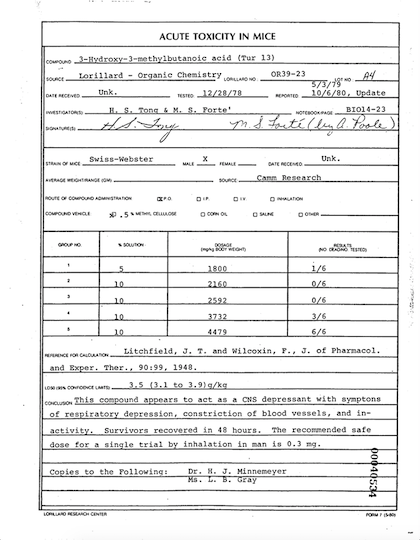 ACUTE TOXICITY IN MICE
COMPOUND 3-Hydroxy-3-methylbutanoic acid (Tur 13)
SOURCE Lorillard - Organic Chemistry LORILLARD NO. OR39-23 LOT NO. A4
5/3/79
DATE RECEIVED Unk. TESTED 12/28/78 REPORTED 10/6/80, Update
INVESTIGATOR(S) H. S. Tong & M. S. Forte' NOTEBOOK-PAGE BIO14-23
SIGNATURE(S) H.S. Tong M. S. Forté (by A. Poole)
STRAIN OF MICE Swiss-Webster MALE X FEMALE DATE RECEIVED Unk.
AVERAGE WEIGHT/RANGE (GM) SOURCE Camm Research
ROUTE OF COMPOUND ADMINISTRATION X P.O. I.P. I.V. INHALATION
COMPOUND VEHICLE X .5 % METHYL CELLULOSE CORN OIL SALINE OTHER
GROUP NO. % SOLUTION DOSAGE (mg/kg BODY WEIGHT) RESULTS (NO. DEAD/NO. TESTED)
1 5 1800 1/6
2 10 2160 0/6
3 10 2592 0/6
4 10 3732 3/6
5 10 4479 6/6
REFERENCE FOR CALCULATION Litchfield, J. T. and Wilcoxin, F., J. of Pharmacol.
and Exper. Ther., 90:99, 1948.
LD50 (95% CONFIDENCE LIMITS) 3.5 (3.1 to 3.9)g/kg
CONCLUSION This compound appears to act as a CNS depressant with symptons
of respiratory depression, constriction of blood vessels, and in-
activity. Survivors recovered in 48 hours. The recommended safe
dose for a single trial by inhalation in man is 0.3 mg.
Copies to the Following: Dr. H. J. Minnemeyer
Ms. L. B. Gray
00040534
LORILLARD RESEARCH CENTER FORM 7 (5-80)